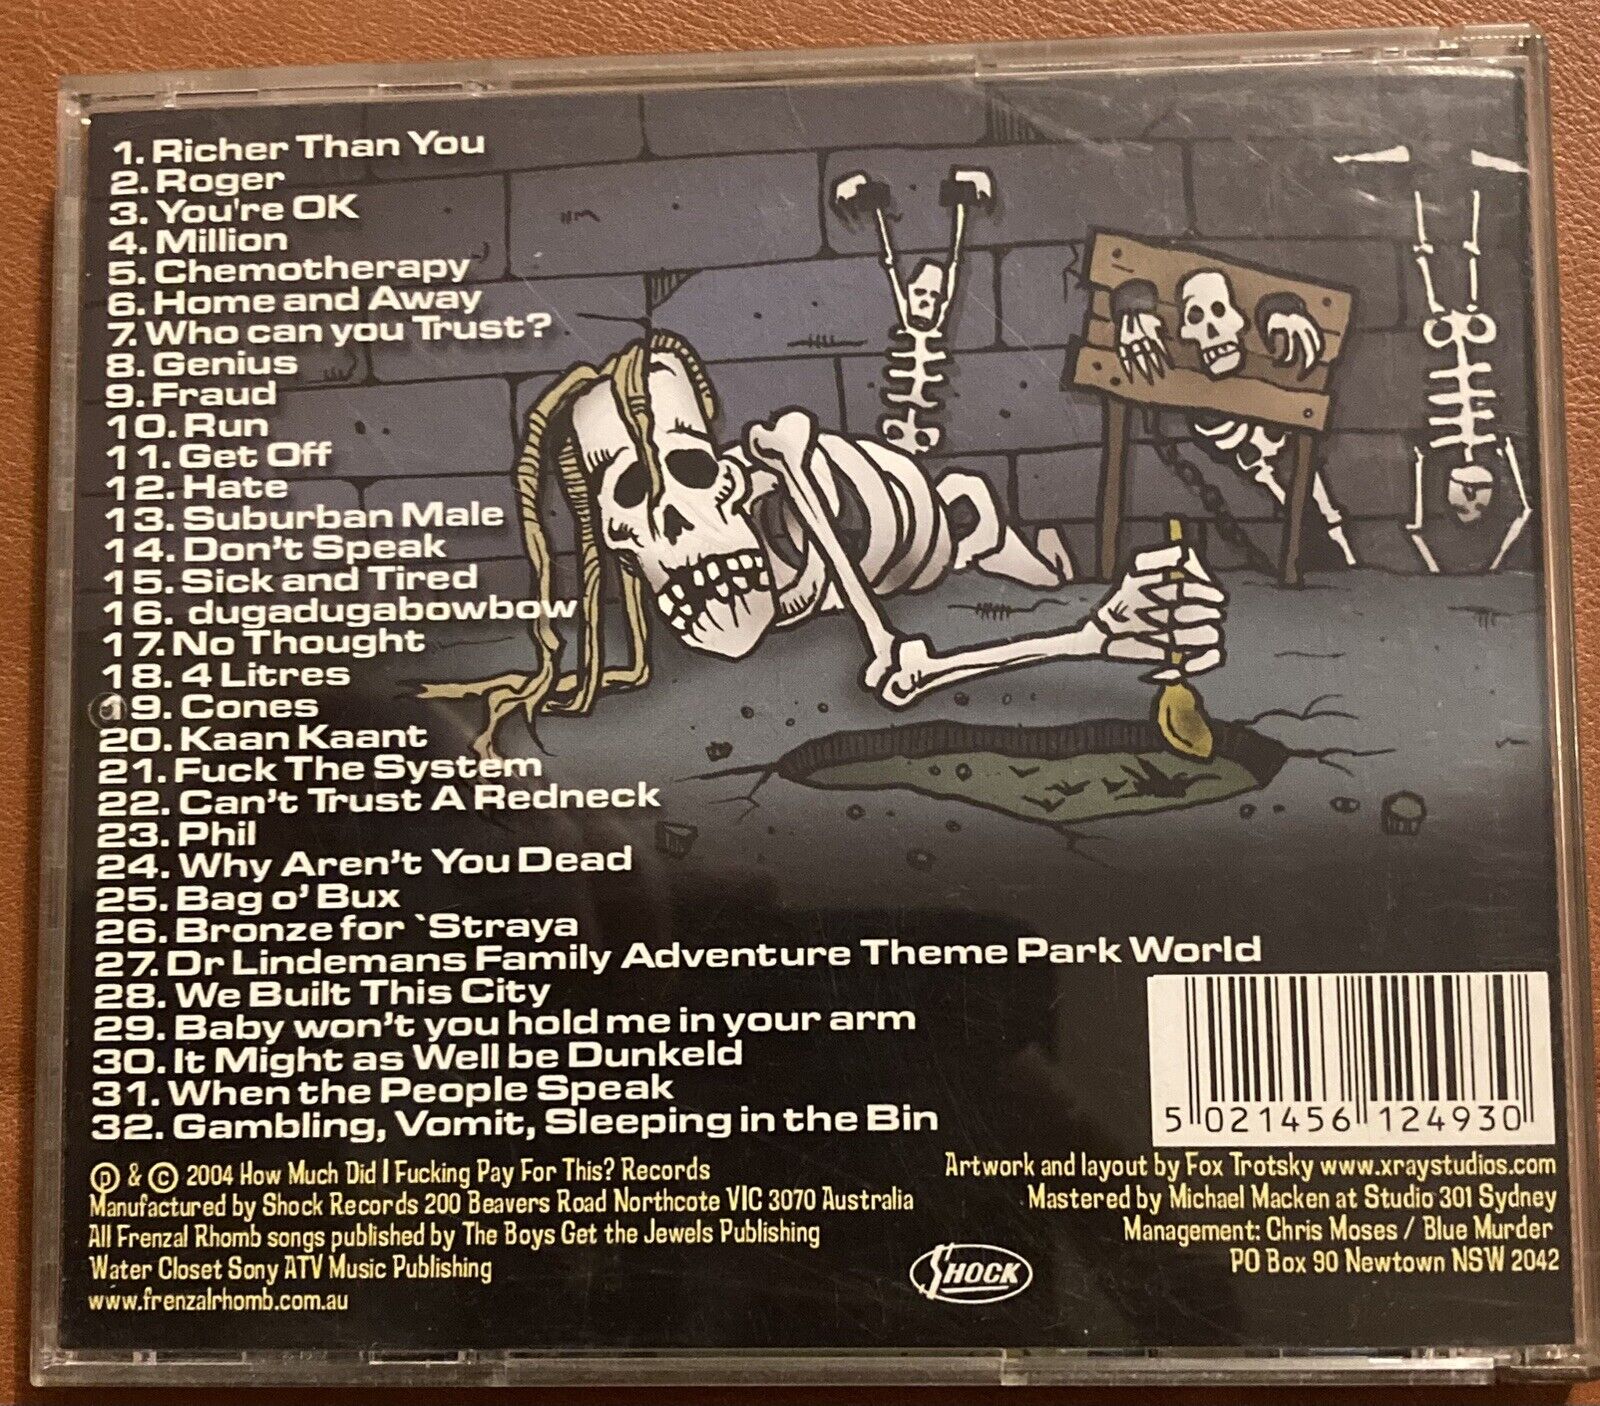 1. Richer Than You
2. Roger
3. You're OK
4. Million
5. Chemotherapy
6. Home and Away
7. Who can you Trust?
8. Genius
9. Fraud
10. Run
11. Get Off
12. Hate
13. Suburban Male
14. Don't Speak
15. Sick and Tired
16. dugadugabowbow
17. No Thought
18. 4 Litres
19. Cones
20. Kaan Kaant
21. Fuck The System
22. Can't Trust A Redneck
23. Phil
24. Why Aren't You Dead
25. Bag o' Bux
26. Bronze for `Straya
27. Dr Lindemans Family Adventure Theme Park World
28. We Built This City
29. Baby won't you hold me in your arm
30. It Might as Well be Dunkeld
31. When the People Speak
32. Gambling, Vomit, Sleeping in the Bin
5 021456 124930
℗ & © 2004 How Much Did I Fucking Pay For This? Records
Manufactured by Shock Records 200 Beavers Road Northcote VIC 3070 Australia
All Frenzal Rhomb songs published by The Boys Get the Jewels Publishing
Water Closet Sony ATV Music Publishing
www.frenzalrhomb.com.au
SHOCK
Artwork and layout by Fox Trotsky www.xraystudios.com
Mastered by Michael Macken at Studio 301 Sydney
Management: Chris Moses / Blue Murder
PO Box 90 Newtown NSW 2042